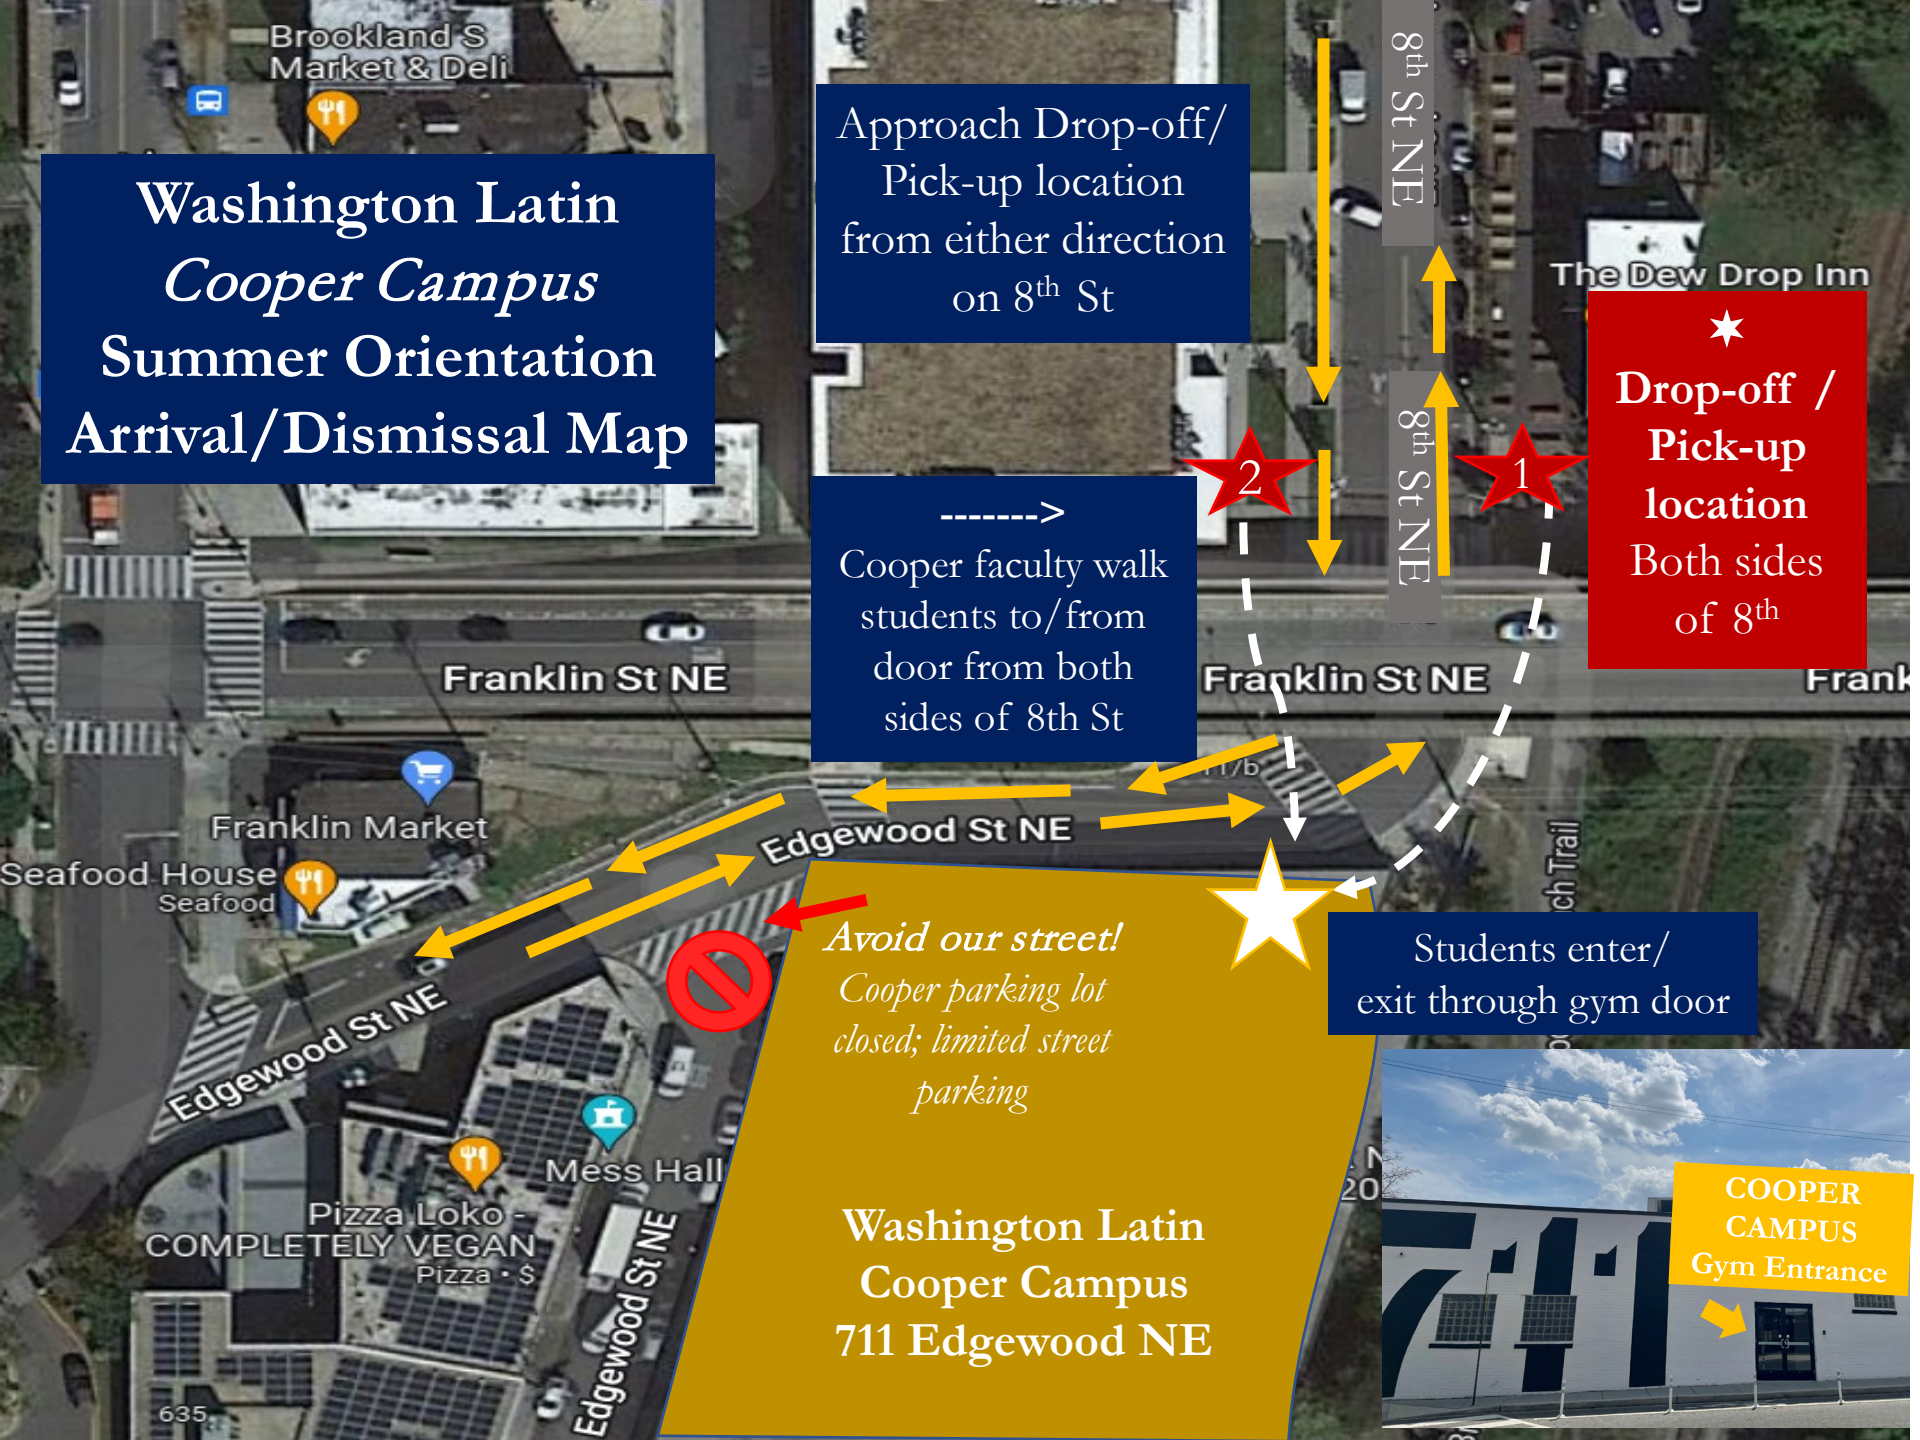 Brookland S
Market & Deli
Washington Latin
Cooper Campus
Summer Orientation
Arrival/Dismissal Map
Approach Drop-off/
Pick-up location
from either direction
on 8th St
8th St NE
The Dew Drop Inn
Drop-off /
Pick-up
location
Both sides
of 8th
8th St NE
2
1
------->
Cooper faculty walk
students to/from
door from both
sides of 8th St
Franklin St NE
Franklin St NE
Frank
Franklin Market
Seafood House
Seafood
Edgewood St NE
Edgewood St NE
Avoid our street!
Cooper parking lot
closed; limited street
parking
Students enter/
exit through gym door
Mess Hall
Pizza Loko -
COMPLETELY VEGAN
Pizza · $
Edgewood St NE
635
Washington Latin
Cooper Campus
711 Edgewood NE
nch Trail
20
711
COOPER
CAMPUS
Gym Entrance